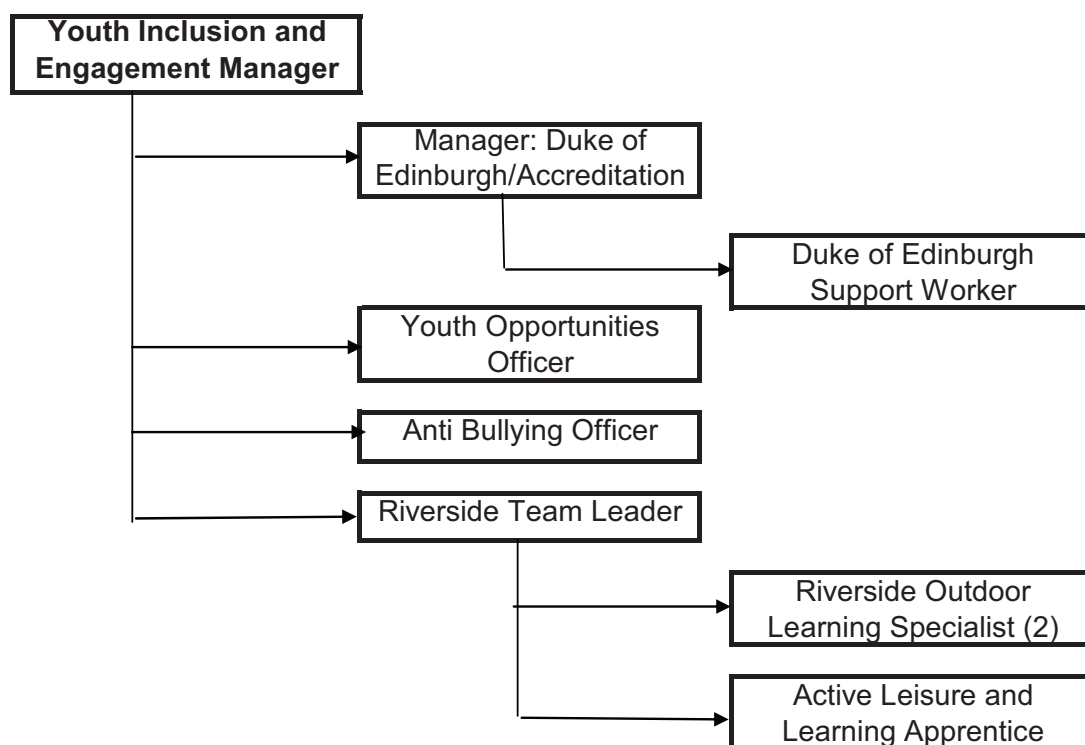 Youth Inclusion and
Engagement Manager
Manager: Duke of
Edinburgh/Accreditation
Duke of Edinburgh
Support Worker
Youth Opportunities
Officer
Anti Bullying Officer
Riverside Team Leader
Riverside Outdoor
Learning Specialist (2)
Active Leisure and
Learning Apprentice